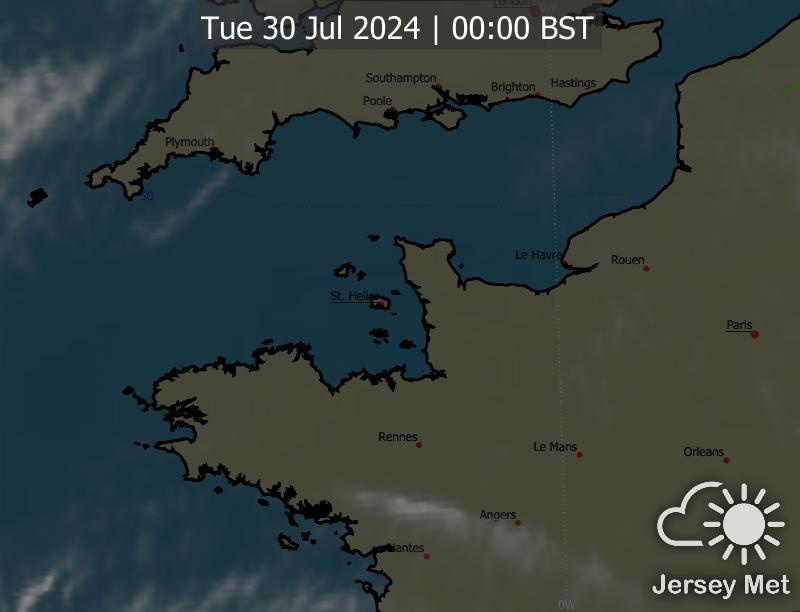 London
0W
Tue 30 Jul 2024 | 00:00 BST
Southampton
Brighton
Hastings
Poole
Plymouth
50
Le Havre
Rouen
St. Helier
Paris
Rennes
Le Mans
Orleans
Angers
Nantes
Jersey Met
0W